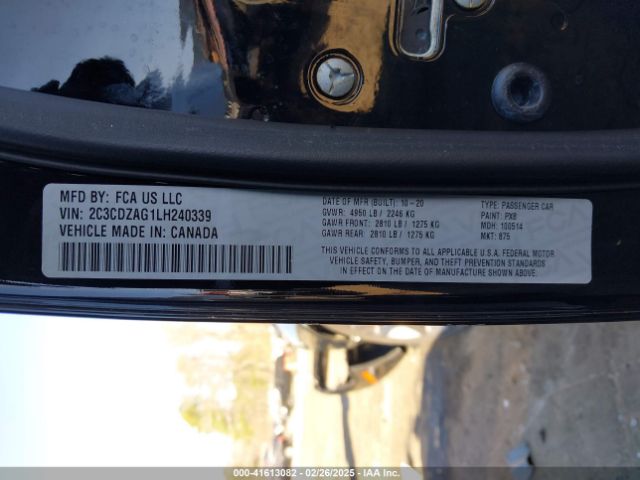 MFD BY: FCA US LLC
VIN: 2C3CDZAG1LH240339
VEHICLE MADE IN: CANADA
DATE OF MFR (BUILT): 10-20
GVWR: 4950 LB / 2246 KG
GAWR FRONT: 2810 LB / 1275 KG
GAWR REAR: 2810 LB / 1275 KG
TYPE: PASSENGER CAR
PAINT: PX8
MDH: 100514
MKT: 875
THIS VEHICLE CONFORMS TO ALL APPLICABLE U.S.A. FEDERAL MOTOR
VEHICLE SAFETY, BUMPER, AND THEFT PREVENTION STANDARDS
IN EFFECT ON THE DATE OF MANUFACTURE SHOWN ABOVE.
000-41613082 - 02/26/2025 - IAA Inc.